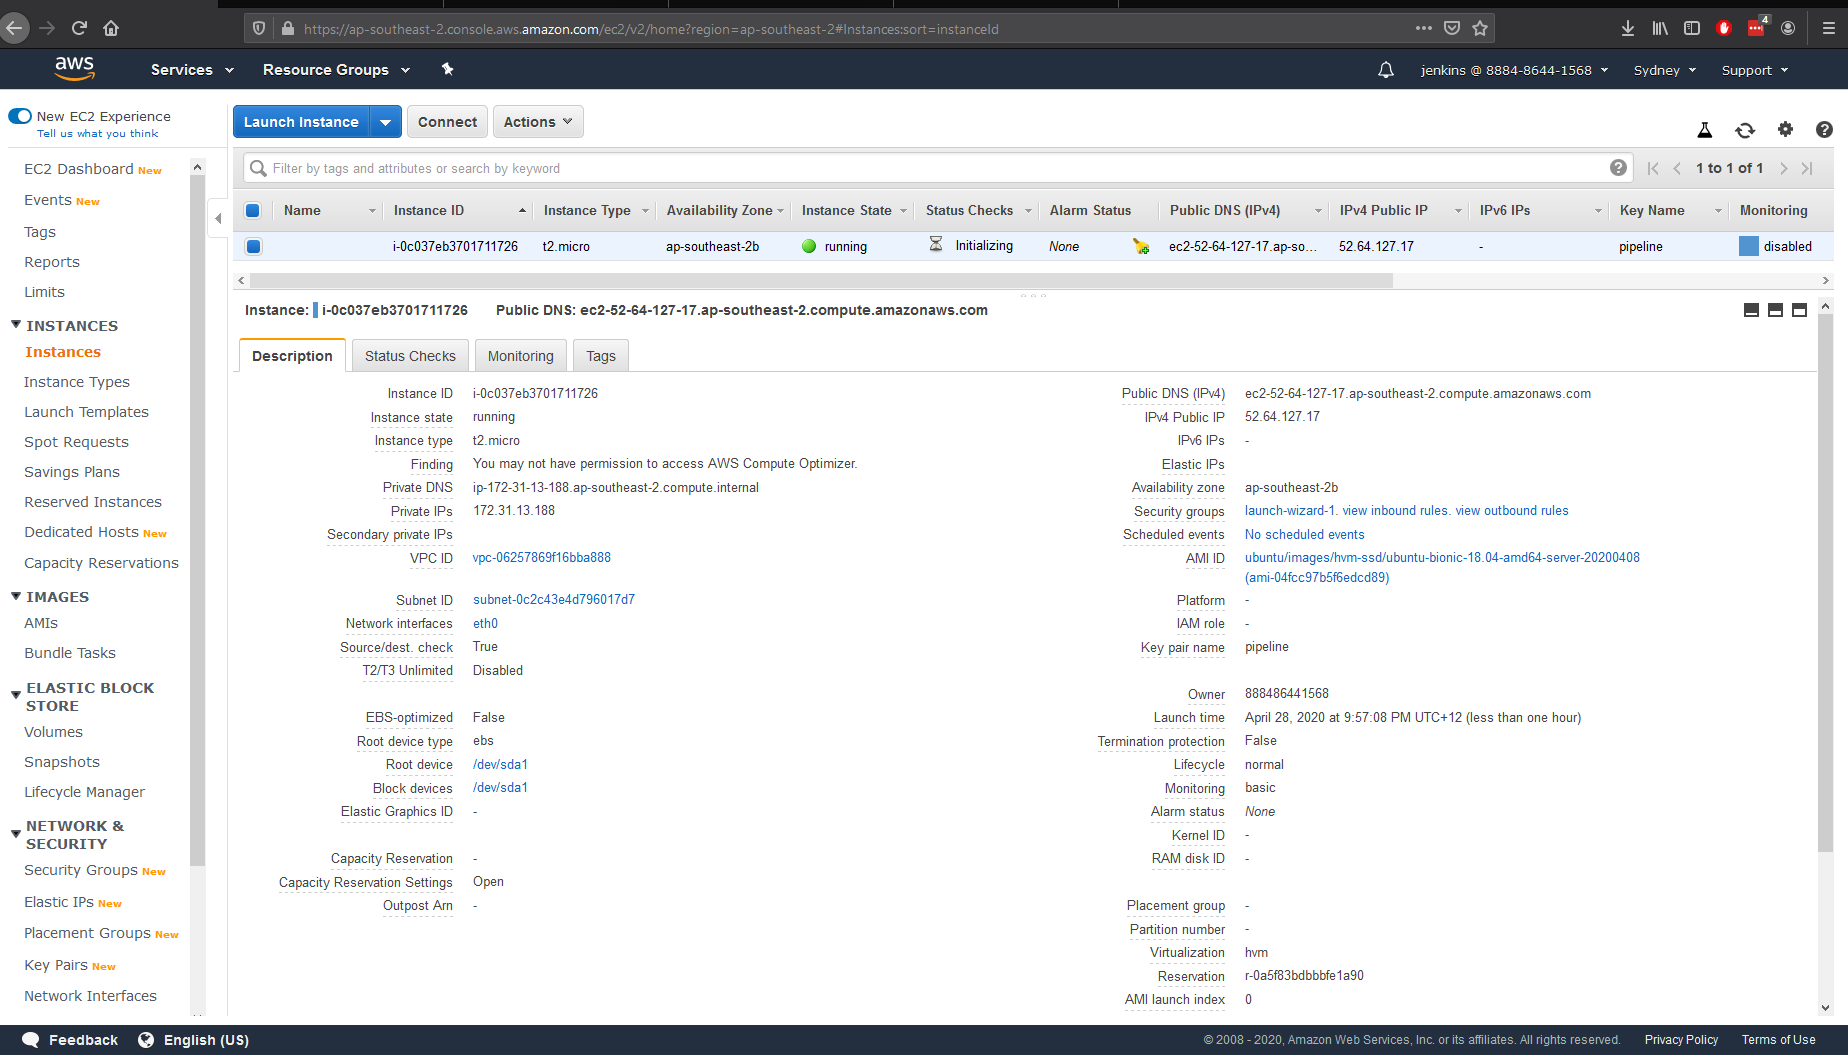 https://ap-southeast-2.console.aws.amazon.com/ec2/v2/home?region=ap-southeast-2#Instances:sort=instanceId
4
aws
Services
Resource Groups
jenkins @ 8884-8644-1568
Sydney
Support
New EC2 Experience
Tell us what you think
EC2 Dashboard New
Events New
Tags
Reports
Limits
INSTANCES
Instances
Instance Types
Launch Templates
Spot Requests
Savings Plans
Reserved Instances
Dedicated Hosts New
Capacity Reservations
IMAGES
AMIs
Bundle Tasks
ELASTIC BLOCK
STORE
Volumes
Snapshots
Lifecycle Manager
NETWORK &
SECURITY
Security Groups New
Elastic IPs New
Placement Groups New
Key Pairs New
Network Interfaces
Launch Instance
Connect
Actions
Filter by tags and attributes or search by keyword
1 to 1 of 1
Name Instance ID Instance Type Availability Zone Instance State Status Checks Alarm Status Public DNS (IPv4) IPv4 Public IP IPv6 IPs Key Name Monitoring
i-0c037eb3701711726 t2.micro ap-southeast-2b running Initializing None ec2-52-64-127-17.ap-so... 52.64.127.17 - pipeline disabled
Instance: i-0c037eb3701711726 Public DNS: ec2-52-64-127-17.ap-southeast-2.compute.amazonaws.com
Description
Status Checks
Monitoring
Tags
Instance ID i-0c037eb3701711726
Instance state running
Instance type t2.micro
Finding You may not have permission to access AWS Compute Optimizer.
Private DNS ip-172-31-13-188.ap-southeast-2.compute.internal
Private IPs 172.31.13.188
Secondary private IPs
VPC ID vpc-06257869f16bba888
Subnet ID subnet-0c2c43e4d796017d7
Network interfaces eth0
Source/dest. check True
T2/T3 Unlimited Disabled
EBS-optimized False
Root device type ebs
Root device /dev/sda1
Block devices /dev/sda1
Elastic Graphics ID -
Capacity Reservation -
Capacity Reservation Settings Open
Outpost Arn -
Public DNS (IPv4) ec2-52-64-127-17.ap-southeast-2.compute.amazonaws.com
IPv4 Public IP 52.64.127.17
IPv6 IPs -
Elastic IPs
Availability zone ap-southeast-2b
Security groups launch-wizard-1. view inbound rules. view outbound rules
Scheduled events No scheduled events
AMI ID ubuntu/images/hvm-ssd/ubuntu-bionic-18.04-amd64-server-20200408
(ami-04fcc97b5f6edcd89)
Platform -
IAM role -
Key pair name pipeline
Owner 888486441568
Launch time April 28, 2020 at 9:57:08 PM UTC+12 (less than one hour)
Termination protection False
Lifecycle normal
Monitoring basic
Alarm status None
Kernel ID -
RAM disk ID -
Placement group -
Partition number -
Virtualization hvm
Reservation r-0a5f83bdbbbfe1a90
AMI launch index 0
Feedback
English (US)
© 2008 - 2020, Amazon Web Services, Inc. or its affiliates. All rights reserved.
Privacy Policy
Terms of Use